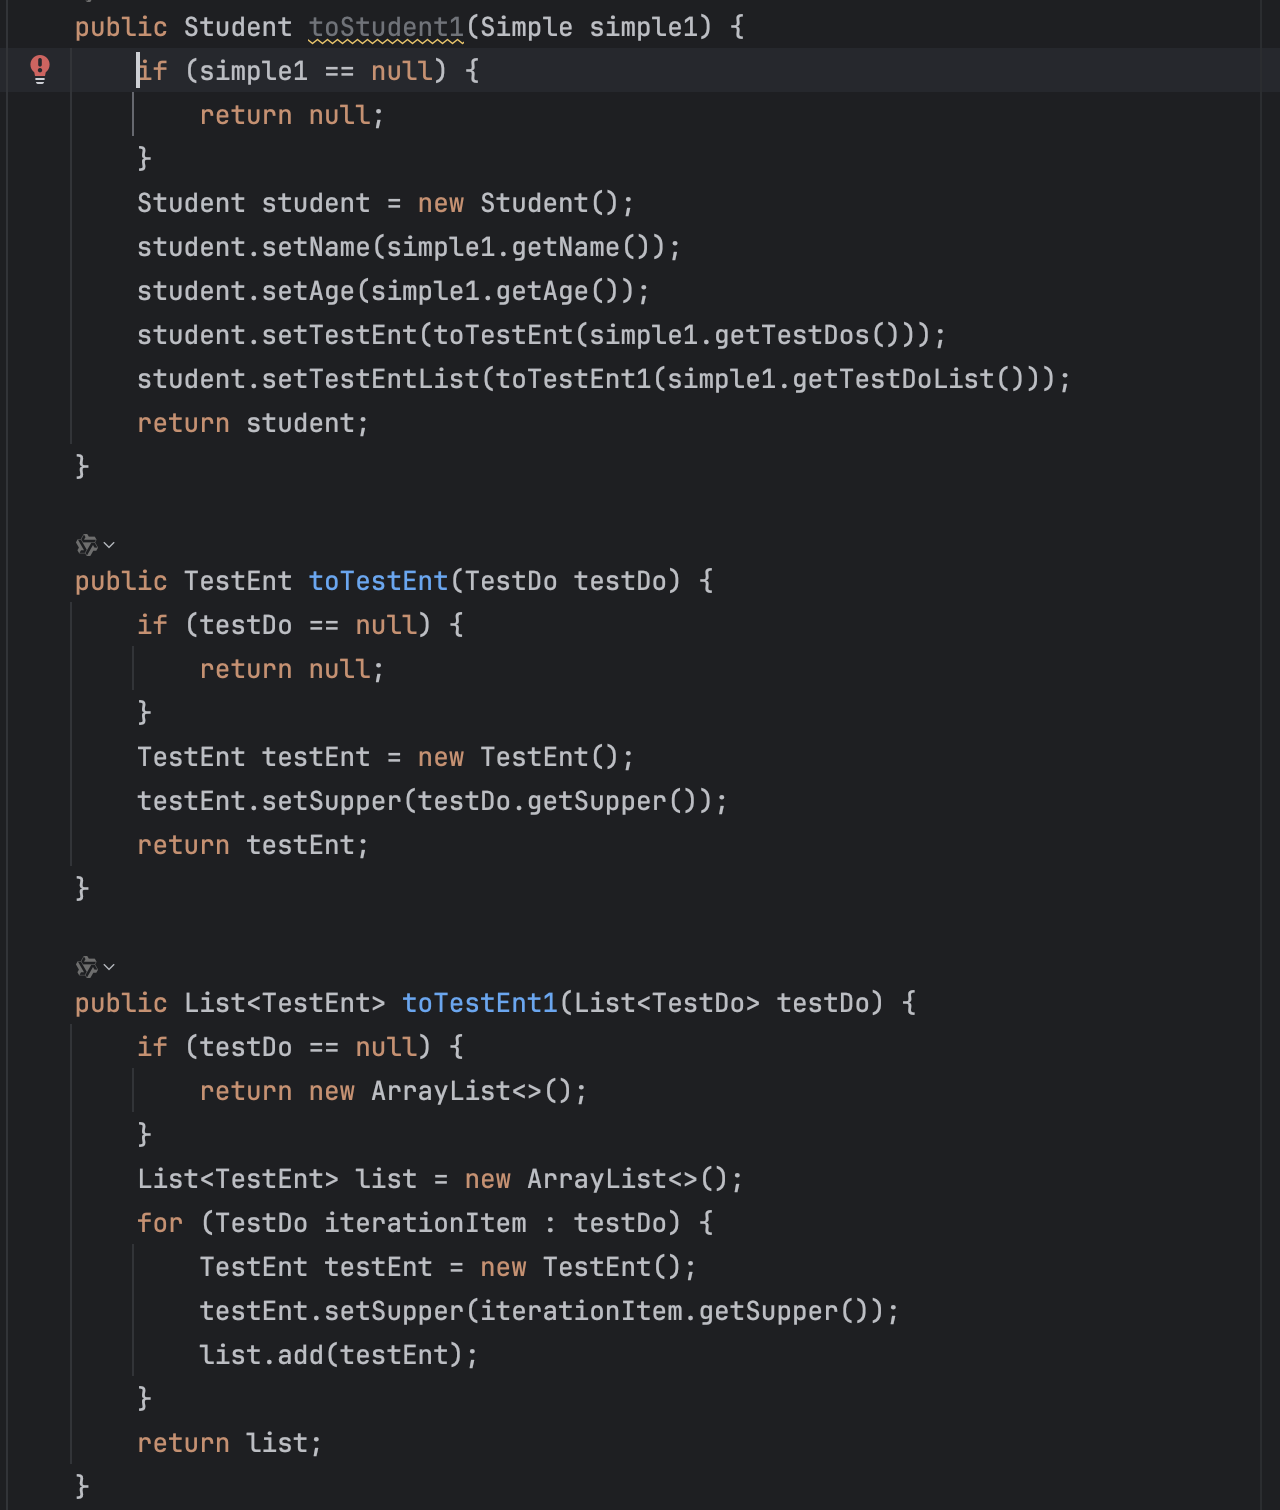 public Student toStudent1(Simple simple1) {
    if (simple1 == null) {
        return null;
    }
    Student student = new Student();
    student.setName(simple1.getName());
    student.setAge(simple1.getAge());
    student.setTestEnt(toTestEnt(simple1.getTestDos()));
    student.setTestEntList(toTestEnt1(simple1.getTestDoList()));
    return student;
}
public TestEnt toTestEnt(TestDo testDo) {
    if (testDo == null) {
        return null;
    }
    TestEnt testEnt = new TestEnt();
    testEnt.setSupper(testDo.getSupper());
    return testEnt;
}
public List<TestEnt> toTestEnt1(List<TestDo> testDo) {
    if (testDo == null) {
        return new ArrayList<>();
    }
    List<TestEnt> list = new ArrayList<>();
    for (TestDo iterationItem : testDo) {
        TestEnt testEnt = new TestEnt();
        testEnt.setSupper(iterationItem.getSupper());
        list.add(testEnt);
    }
    return list;
}